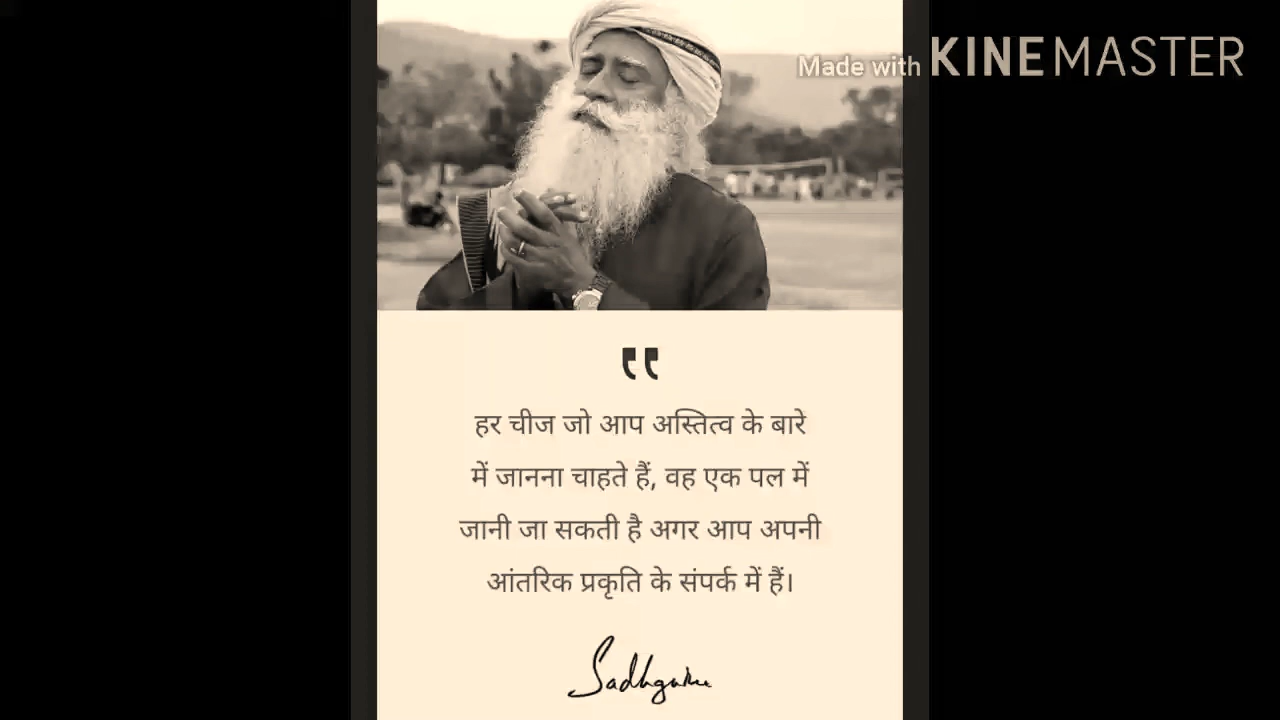 Made with KINEMASTER
हर चीज जो आप अस्तित्व के बारे
में जानना चाहते हैं, वह एक पल में
जानी जा सकती है अगर आप अपनी
आंतरिक प्रकृति के संपर्क में हैं।
Sadhguru